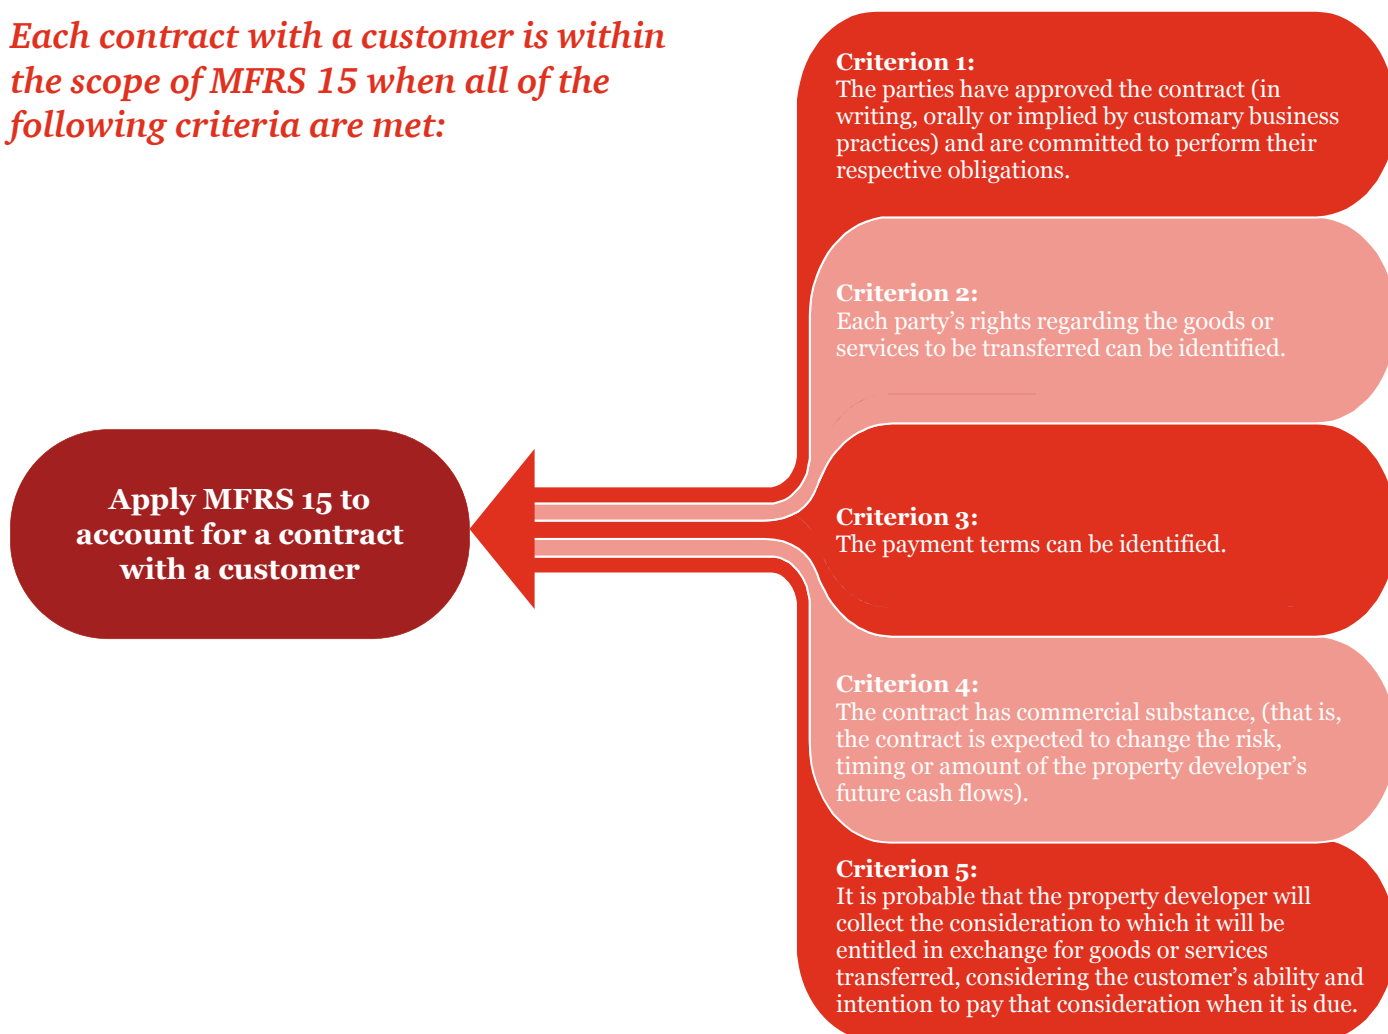 Each contract with a customer is within
the scope of MFRS 15 when all of the
following criteria are met:
Apply MFRS 15 to
account for a contract
with a customer
Criterion 1:
The parties have approved the contract (in
writing, orally or implied by customary business
practices) and are committed to perform their
respective obligations.
Criterion 2:
Each party’s rights regarding the goods or
services to be transferred can be identified.
Criterion 3:
The payment terms can be identified.
Criterion 4:
The contract has commercial substance, (that is,
the contract is expected to change the risk,
timing or amount of the property developer’s
future cash flows).
Criterion 5:
It is probable that the property developer will
collect the consideration to which it will be
entitled in exchange for goods or services
transferred, considering the customer’s ability and
intention to pay that consideration when it is due.